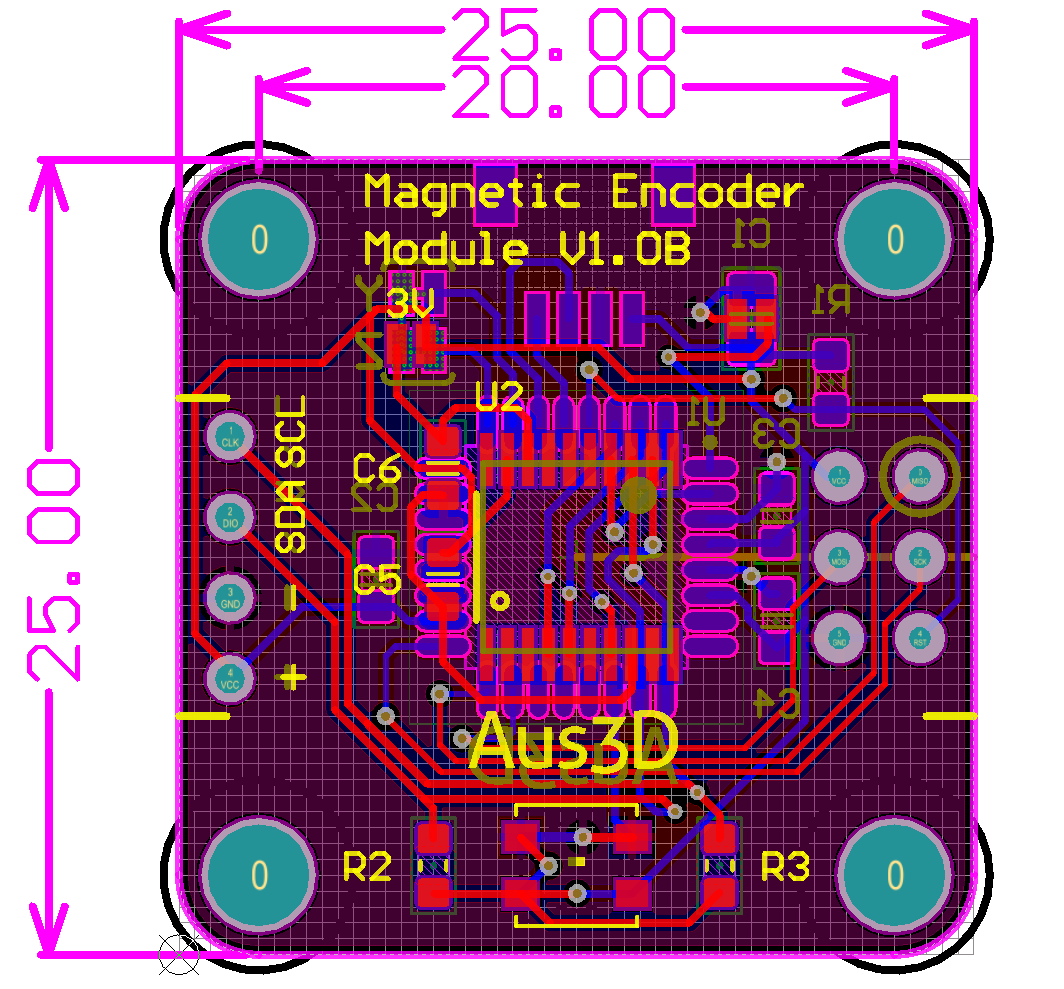 25.00
20.00
Magnetic Encoder
Module V1.0B
0
0
C1
R1
3V
Y
Z
U2
U1
C3
C6
C2
C5
1
CLK
2
DIO
3
GND
4
VCC
SDA SCL
-
+
1
VCC
3
MISO
3
MOSI
2
SCK
5
GND
4
RST
25.00
C4
Aus3D
Aus3D
R2
R3
0
0